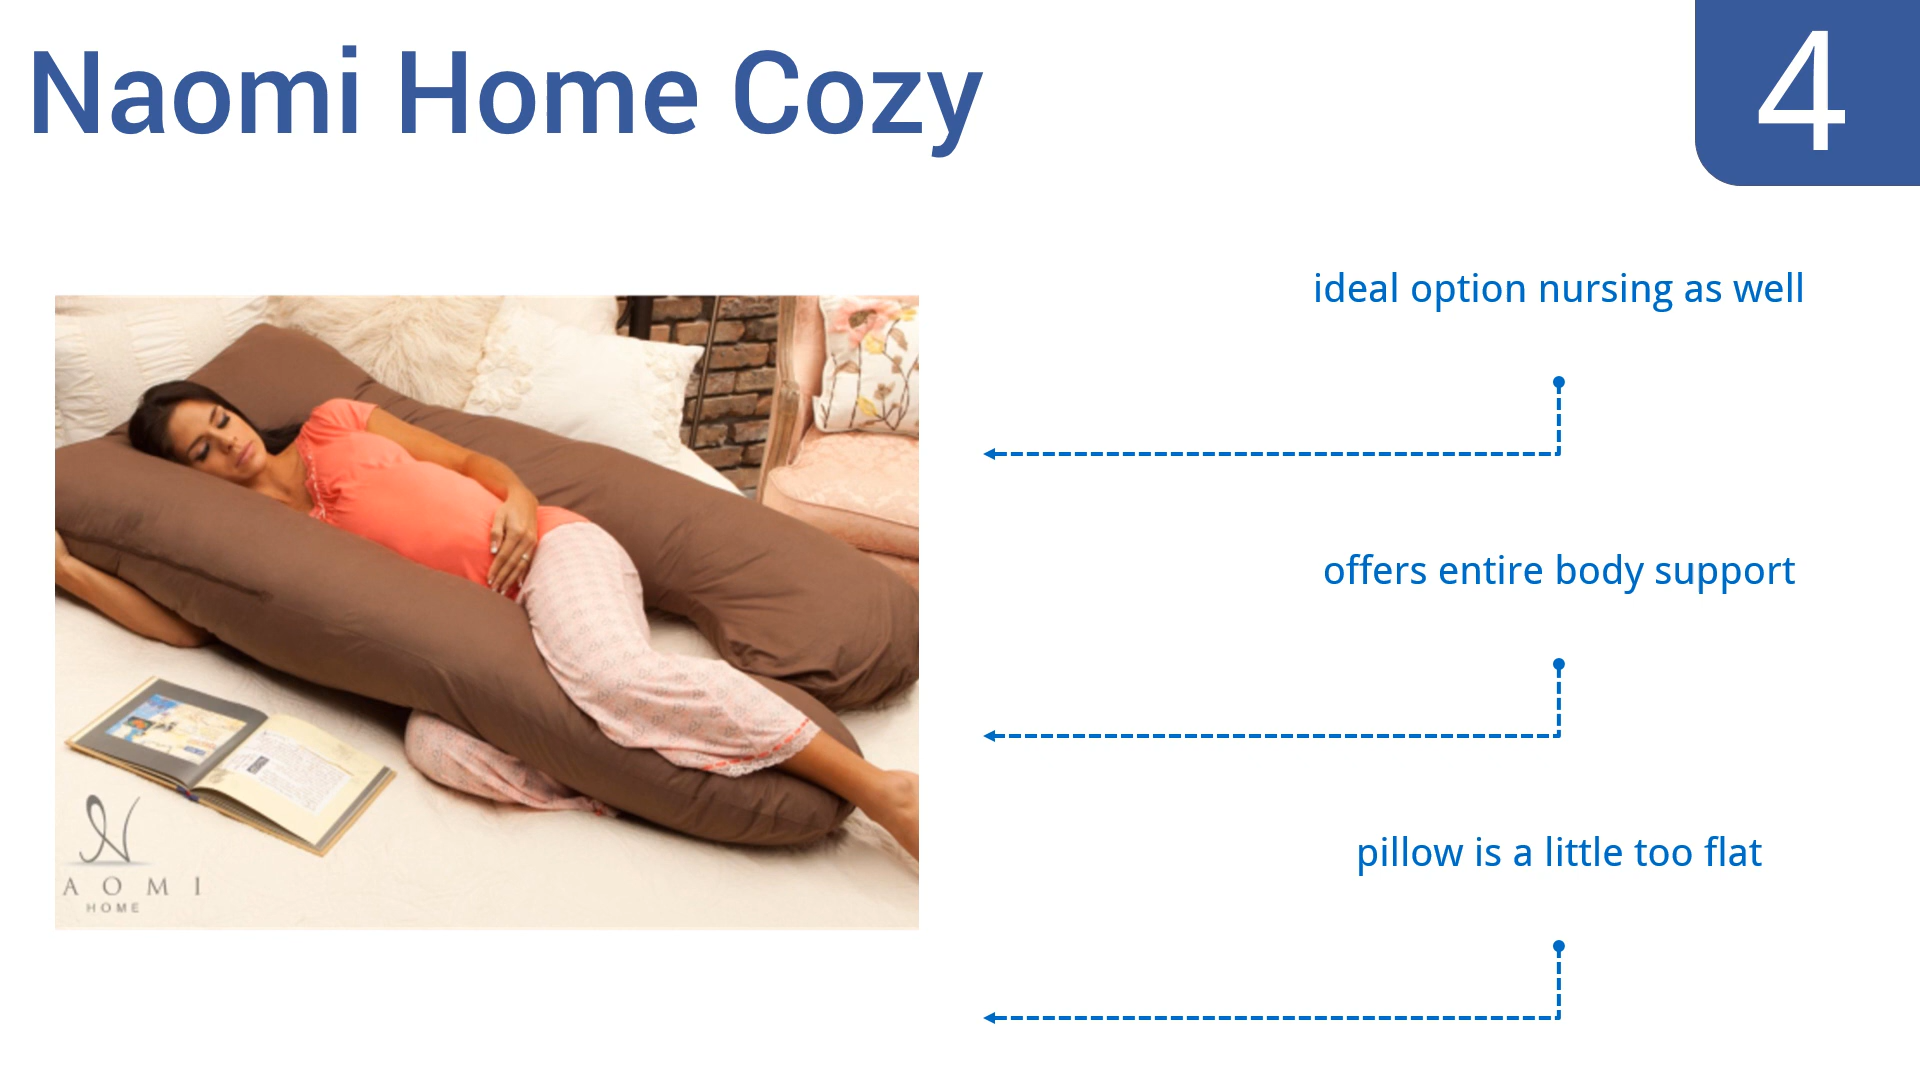 Naomi Home Cozy
4
ideal option nursing as well
offers entire body support
pillow is a little too flat
N
AOMI
HOME